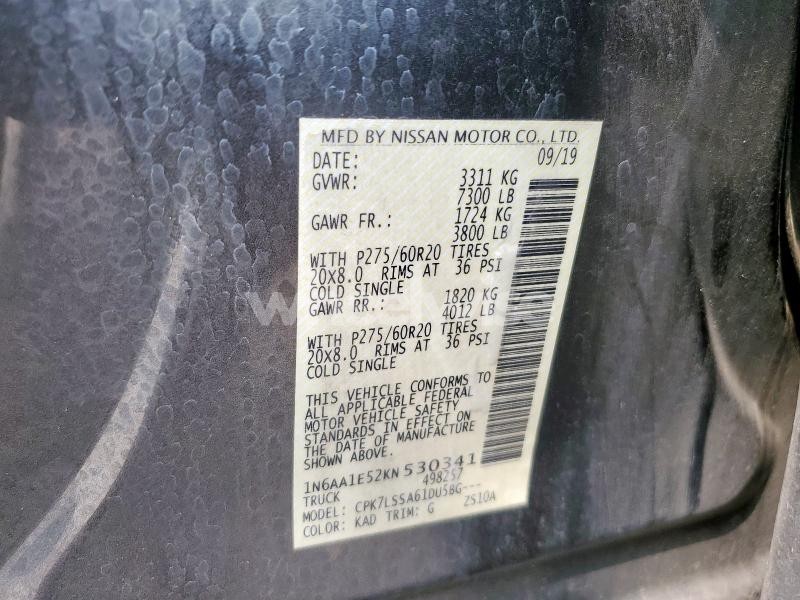 MFD BY NISSAN MOTOR CO., LTD.
DATE: 09/19
GVWR: 3311 KG
7300 LB
GAWR FR.: 1724 KG
3800 LB
WITH P275/60R20 TIRES
20X8.0 RIMS AT 36 PSI
COLD SINGLE
GAWR RR.: 1820 KG
4012 LB
WITH P275/60R20 TIRES
20X8.0 RIMS AT 36 PSI
COLD SINGLE
THIS VEHICLE CONFORMS TO
ALL APPLICABLE FEDERAL
MOTOR VEHICLE SAFETY
STANDARDS IN EFFECT ON
THE DATE OF MANUFACTURE
SHOWN ABOVE.
1N6AA1E52KN530341
TRUCK 498257
MODEL: CPK7LSSA61DU5BG---
COLOR: KAD TRIM: G 2S10A